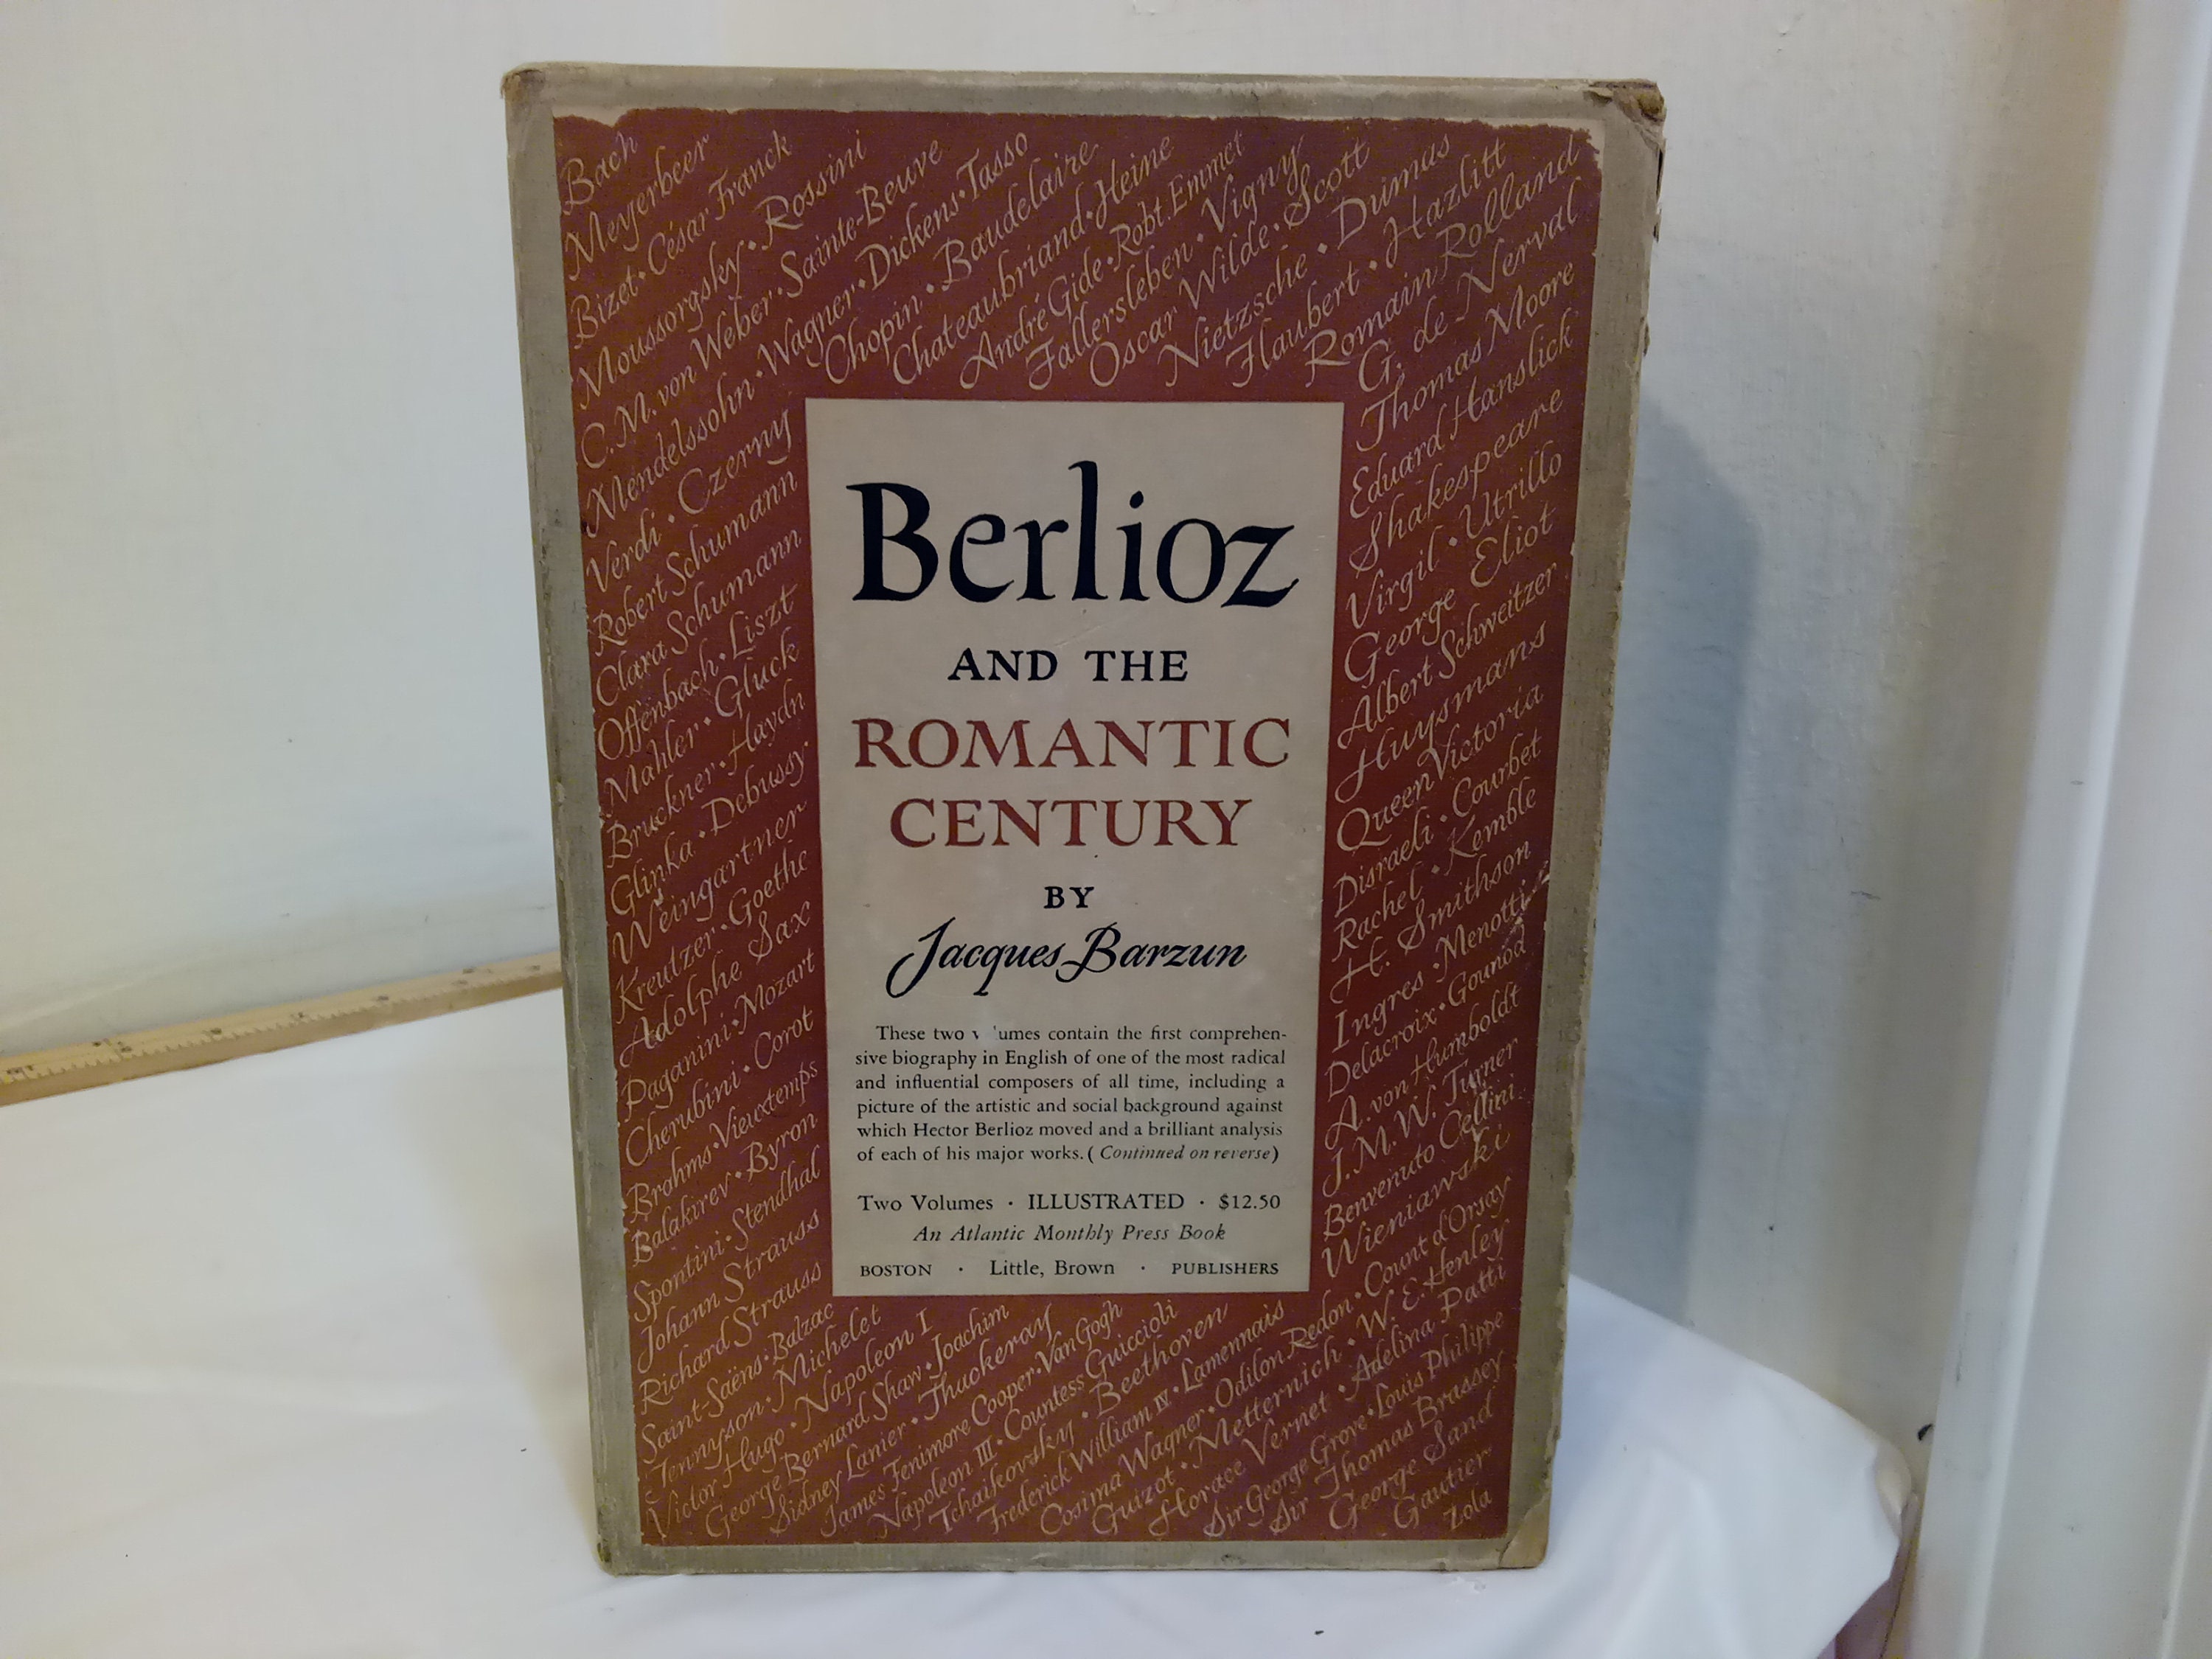 Bach
Meyerbeer
Bizet · César Franck
Moussorgsky · Rossini
C. M. von Weber · Sainte-Beuve
Mendelssohn · Wagner · Dickens · Tasso
Verdi · Czerny
Chopin · Baudelaire
Robert Schumann
Chateaubriand · Heine
Clara Schumann
André Gide · Robt. Emmet
Offenbach · Liszt
Fallersleben · Vigny
Mahler · Gluck
Oscar Wilde · Scott
Bruckner · Haydn
Nietzsche · Dumas
Glinka · Debussy
Flaubert · Hazlitt
Weingartner
Romain Rolland
Kreutzer · Goethe
G. de Nerval
Adolphe Sax
Thomas Moore
Paganini · Mozart
Eduard Hanslick
Cherubini · Corot
Shakespeare
Brahms · Vieuxtemps
Virgil · Utrillo
Balakirev · Byron
George Eliot
Spontini · Stendhal
Albert Schweitzer
Johann Strauss
Huysmans
Richard Strauss
Queen Victoria
Saint-Saëns · Balzac
Disraeli · Courbet
Tennyson · Michelet
Rachel · Kemble
Victor Hugo · Napoleon I
H. Smithson
George Bernard Shaw · Joachim
Ingres · Menotti
Sidney Lanier · Thackeray
Delacroix · Gounod
James Fenimore Cooper · Van Gogh
A. von Humboldt
Napoleon III · Countess Guiccioli
J. M. W. Turner
Tchaikovsky · Beethoven
Benvenuto Cellini
Frederick William IV · Lamennais
Wieniawski
Cosima Wagner · Odilon Redon · Count d'Orsay
Guizot · Metternich · W. E. Henley
Horace Vernet · Adelina Patti
Sir George Grove · Louis Philippe
Sir Thomas Brassey
George Sand
Gautier
Zola
Berlioz
AND THE
ROMANTIC
CENTURY
BY
Jacques Barzun
These two v umes contain the first comprehen-
sive biography in English of one of the most radical
and influential composers of all time, including a
picture of the artistic and social background against
which Hector Berlioz moved and a brilliant analysis
of each of his major works. (Continued on reverse)
Two Volumes · ILLUSTRATED · $12.50
An Atlantic Monthly Press Book
BOSTON · Little, Brown · PUBLISHERS